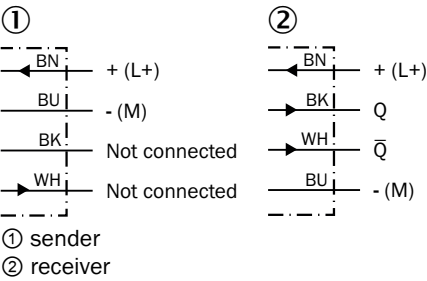 ① ②
BN + (L+) BN + (L+)
BU - (M) BK Q
BK Not connected WH Q̅
WH Not connected BU - (M)
① sender
② receiver